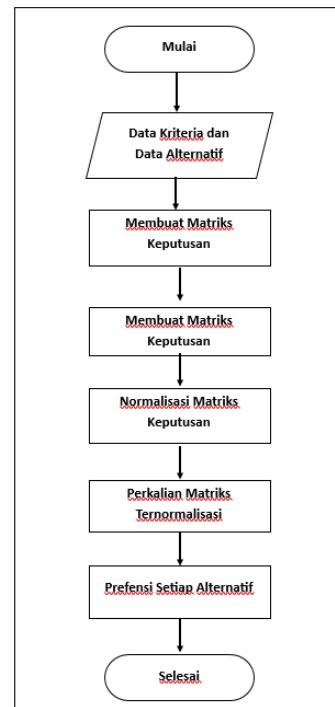 Mulai
Data Kriteria dan
Data Alternatif
Membuat Matriks
Keputusan
Membuat Matriks
Keputusan
Normalisasi Matriks
Keputusan
Perkalian Matriks
Ternormalisasi
Prefensi Setiap Alternatif
Selesai